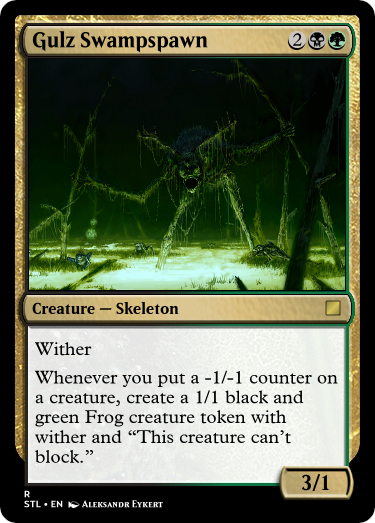 Gulz Swampspawn 2
Creature — Skeleton
Wither
Whenever you put a -1/-1 counter on
a creature, create a 1/1 black and
green Frog creature token with
wither and “This creature can’t
block.”
3/1
R
STL • EN Aleksandr Eykert